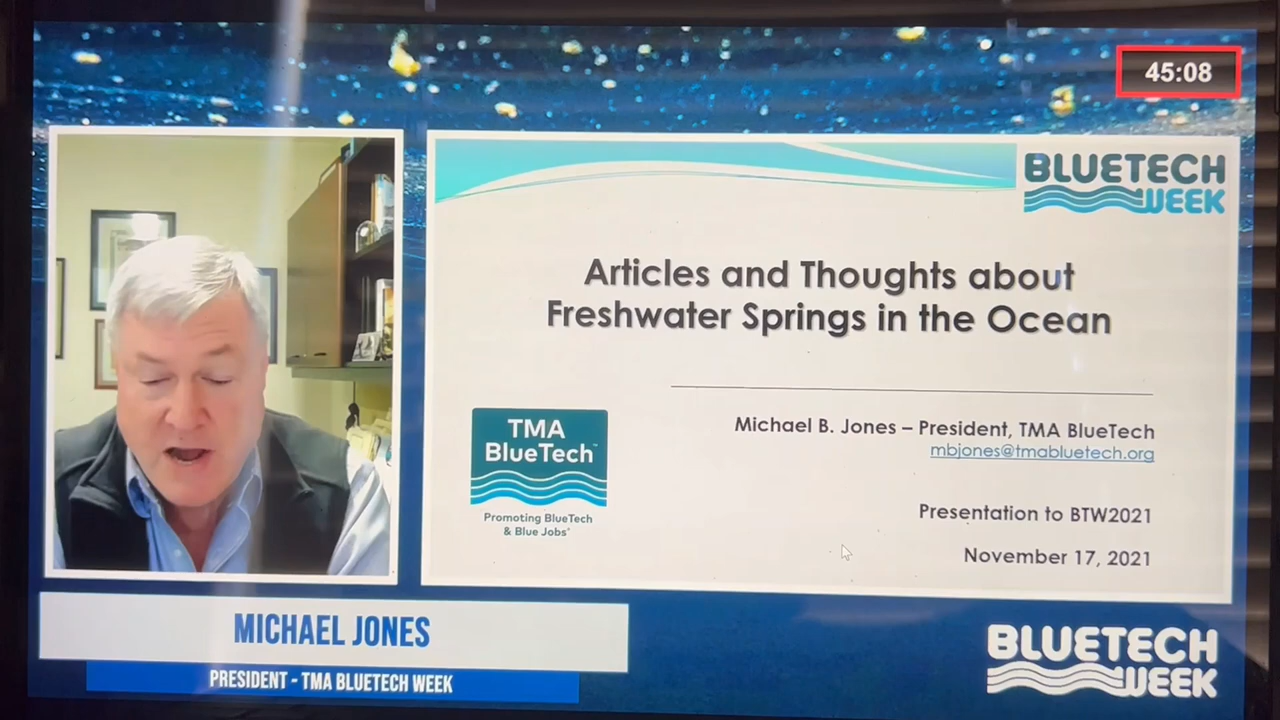 45:08
BLUETECH
WEEK
Articles and Thoughts about
Freshwater Springs in the Ocean
TMA
BlueTech™
Promoting BlueTech
& Blue Jobs
Michael B. Jones – President, TMA BlueTech
mbjones@tmabluetech.org
Presentation to BTW2021
November 17, 2021
MICHAEL JONES
PRESIDENT - TMA BLUETECH WEEK
BLUETECH
WEEK